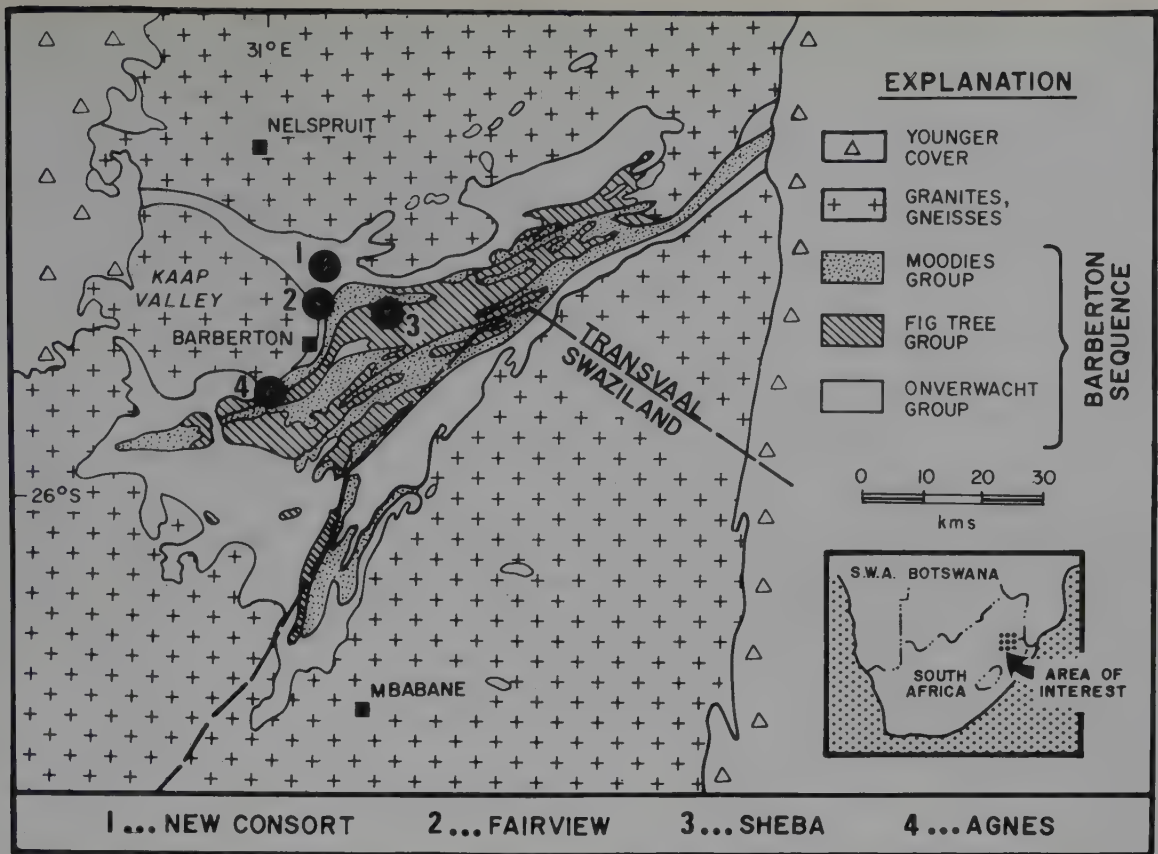 31°E
NELSPRUIT
1
KAAP
VALLEY
2
BARBERTON
3
4
TRANSVAAL
SWAZILAND
26°S
MBABANE
EXPLANATION
YOUNGER
COVER
GRANITES,
GNEISSES
MOODIES
GROUP
FIG TREE
GROUP
ONVERWACHT
GROUP
BARBERTON
SEQUENCE
0 10 20 30
kms
S.W.A. BOTSWANA
SOUTH
AFRICA
AREA OF
INTEREST
1...NEW CONSORT 2...FAIRVIEW 3...SHEBA 4...AGNES